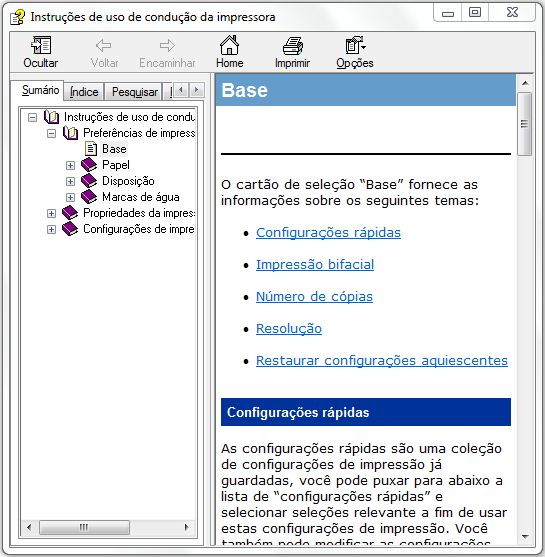 Instruções de uso de condução da impressora
Ocultar Voltar Encaminhar Home Imprimir Opções
Sumário Índice Pesquisar
Instruções de uso de condu
Preferências de impress
Base
Papel
Disposição
Marcas de água
Propriedades da impres
Configurações de impre
Base
O cartão de seleção “Base” fornece as
informações sobre os seguintes temas:
• Configurações rápidas
• Impressão bifacial
• Número de cópias
• Resolução
• Restaurar configurações aquiescentes
Configurações rápidas
As configurações rápidas são uma coleção
de configurações de impressão já
guardadas, você pode puxar para abaixo a
lista de “configurações rápidas” e
selecionar seleções relevante a fim de usar
estas configurações de impressão. Você
também pode modificar as configurações